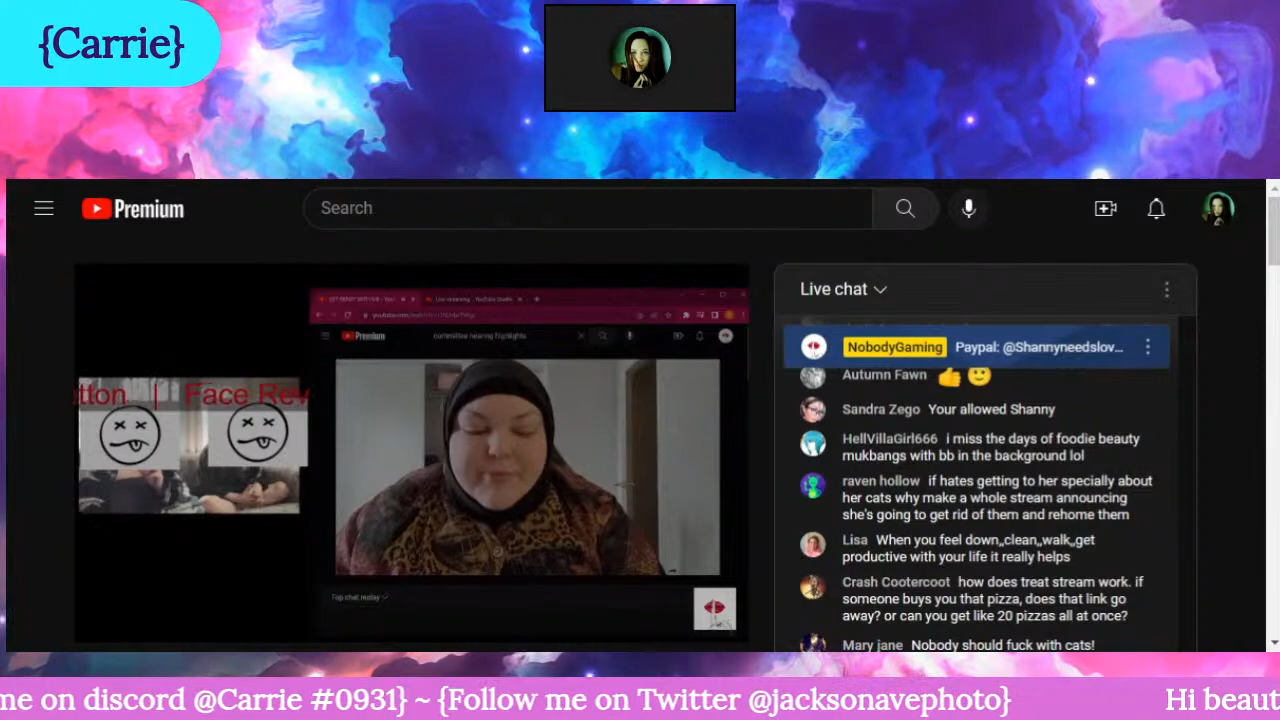 {Carrie}
Premium
Search
Live chat
NobodyGaming Paypal: @Shannyneedslov...
Autumn Fawn
Sandra Zego Your allowed Shanny
HellVillaGirl666 i miss the days of foodie beauty
mukbangs with bb in the background lol
raven hollow if hates getting to her specially about
her cats why make a whole stream announcing
she's going to get rid of them and rehome them
Lisa When you feel down,,clean,,walk,,get
productive with your life it really helps
Crash Cootercoot how does treat stream work. if
someone buys you that pizza, does that link go
away? or can you get like 20 pizzas all at once?
Mary jane Nobody should fuck with cats!
tton | Face Rev
Premium
committee hearing highlights
Top chat replay
me on discord @Carrie #0931} ~ {Follow me on Twitter @jacksonavephoto} Hi beaut